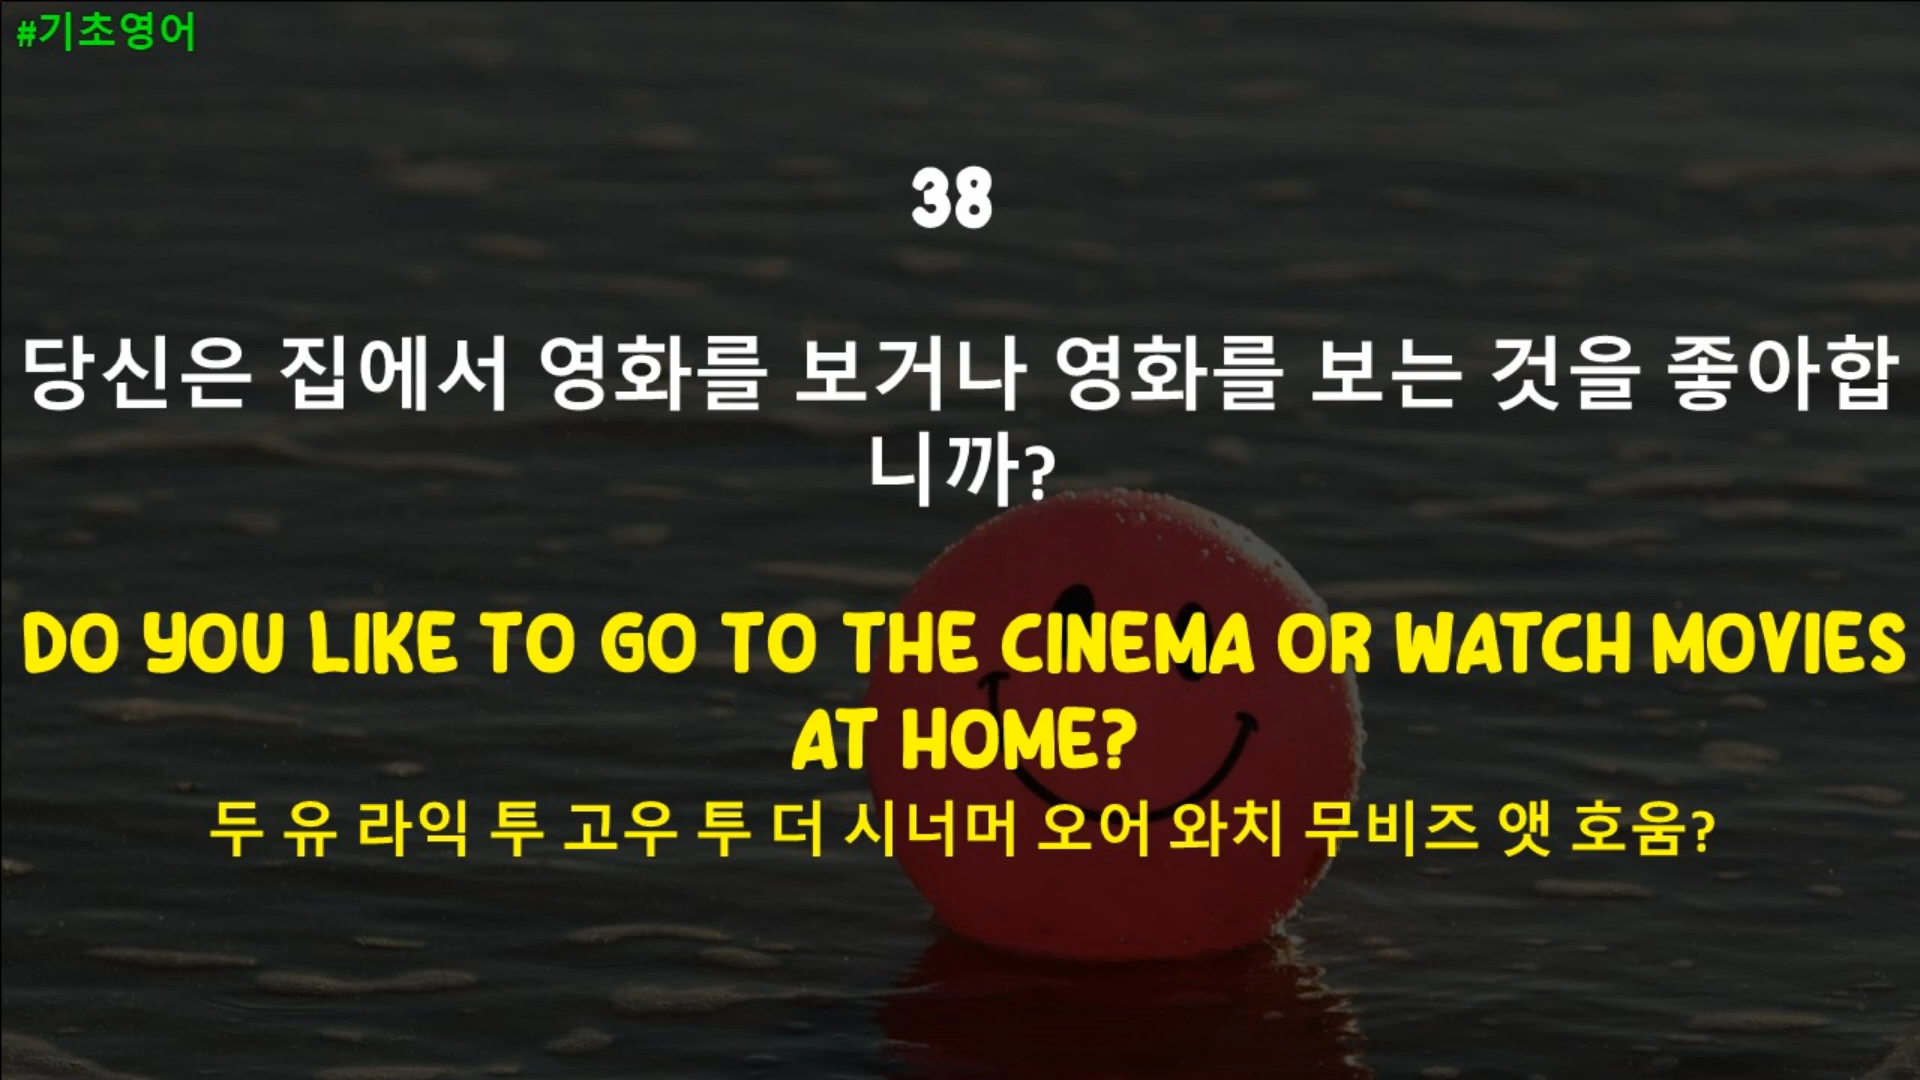 #기초영어
38
당신은 집에서 영화를 보거나 영화를 보는 것을 좋아합
니까?
DO YOU LIKE TO GO TO THE CINEMA OR WATCH MOVIES
AT HOME?
두 유 라익 투 고우 투 더 시너머 오어 와치 무비즈 앳 호움?